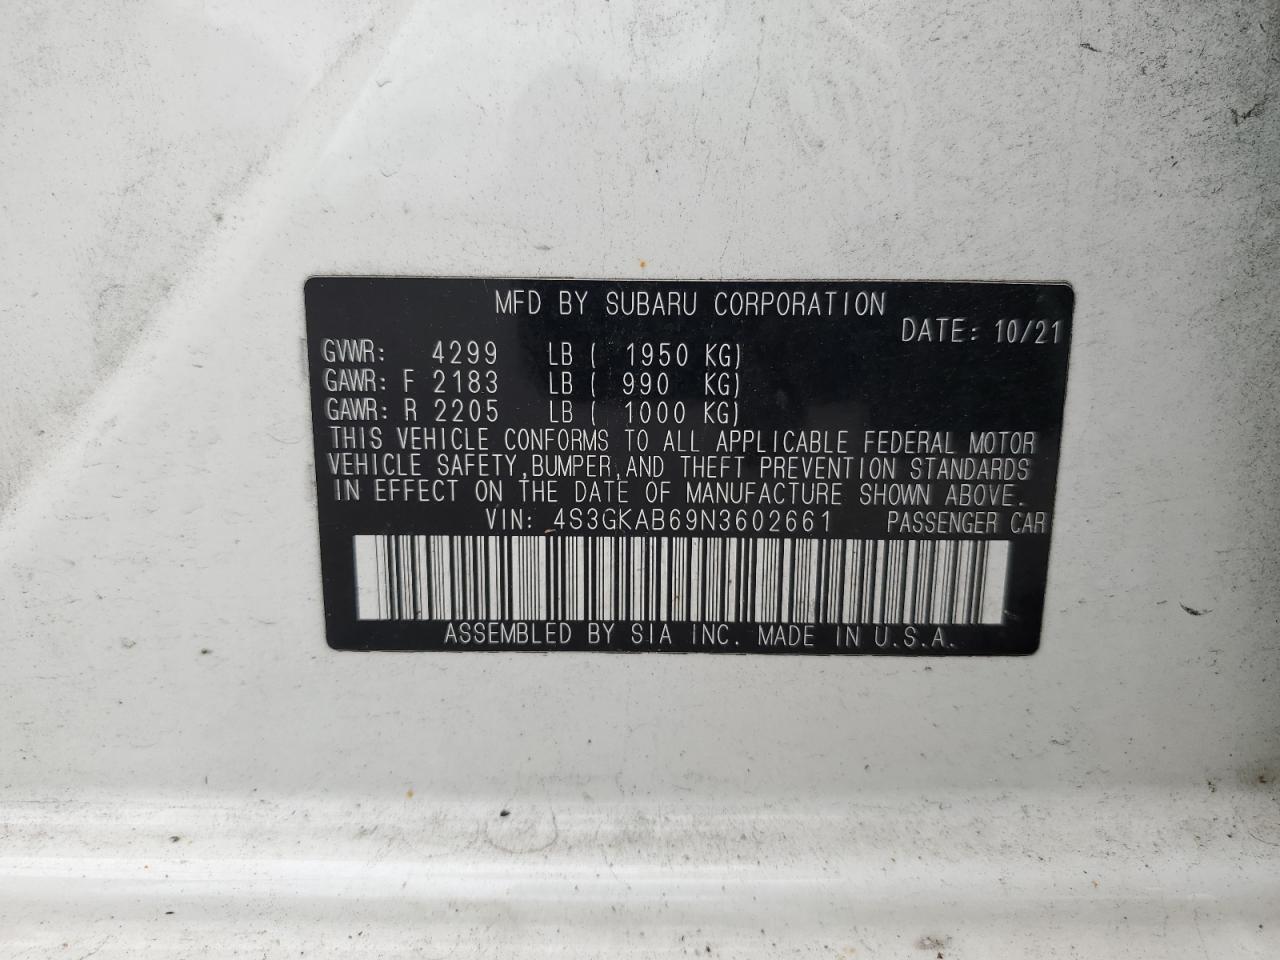 MFD BY SUBARU CORPORATION
DATE: 10/21
GVWR: 4299 LB ( 1950 KG)
GAWR: F 2183 LB ( 990 KG)
GAWR: R 2205 LB ( 1000 KG)
THIS VEHICLE CONFORMS TO ALL APPLICABLE FEDERAL MOTOR
VEHICLE SAFETY, BUMPER, AND THEFT PREVENTION STANDARDS
IN EFFECT ON THE DATE OF MANUFACTURE SHOWN ABOVE.
VIN: 4S3GKAB69N3602661 PASSENGER CAR
ASSEMBLED BY SIA INC. MADE IN U.S.A.